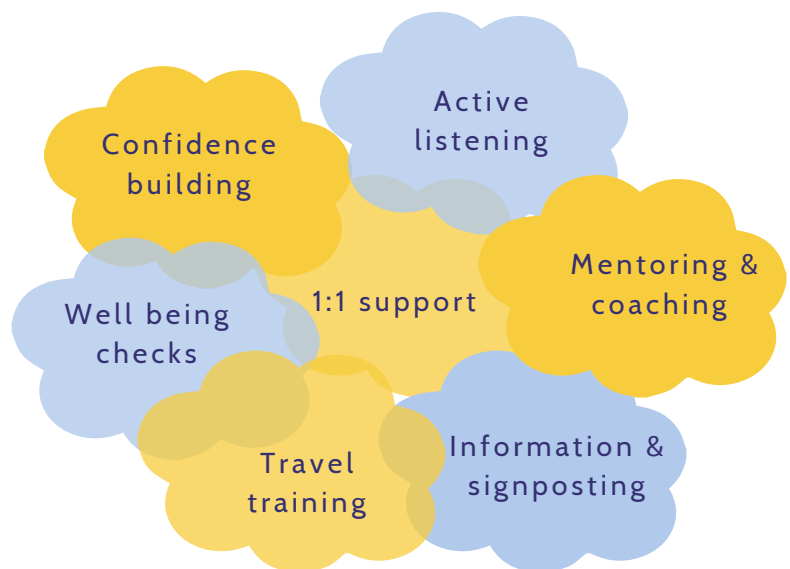 Active
listening
Confidence
building
Mentoring &
coaching
1:1 support
Well being
checks
Information &
signposting
Travel
training